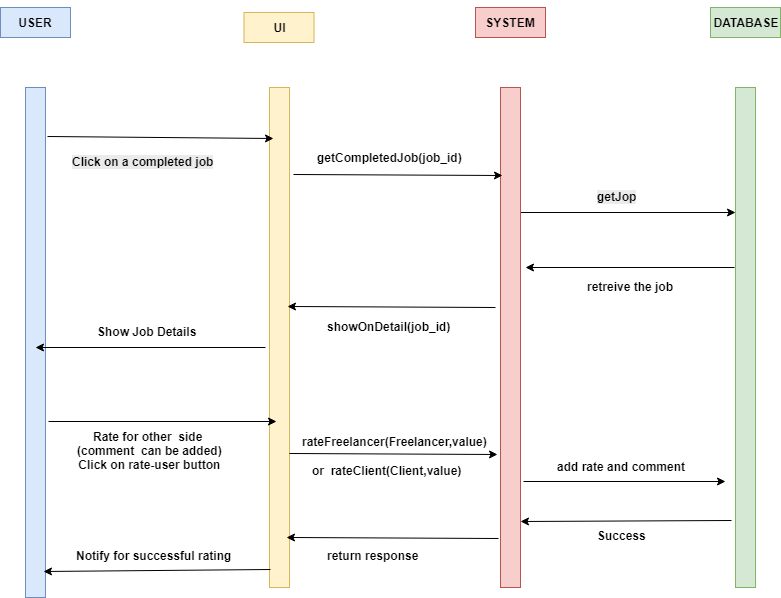 USER
UI
SYSTEM
DATABASE
Click on a completed job
getCompletedJob(job_id)
getJop
retreive the job
showOnDetail(job_id)
Show Job Details
Rate for other side
(comment can be added)
Click on rate-user button
rateFreelancer(Freelancer,value)
or rateClient(Client,value)
add rate and comment
Success
return response
Notify for successful rating